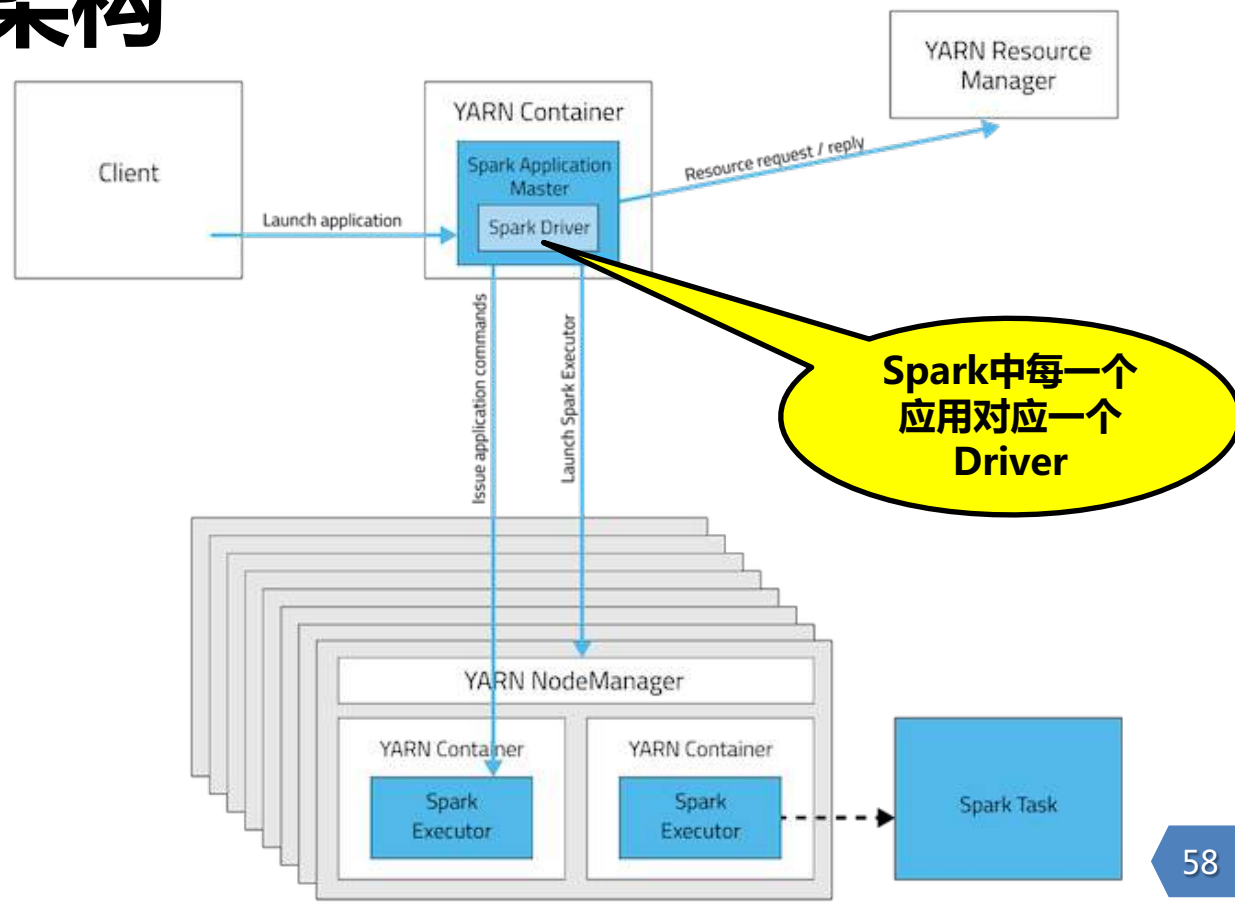 架构
YARN Resource
Manager
YARN Container
Client
Spark Application
Master
Spark Driver
Resource request / reply
Launch application
Issue application commands
Launch Spark Executor
Spark中每一个
应用对应一个
Driver
YARN NodeManager
YARN Container
YARN Container
Spark
Executor
Spark
Executor
Spark Task
58